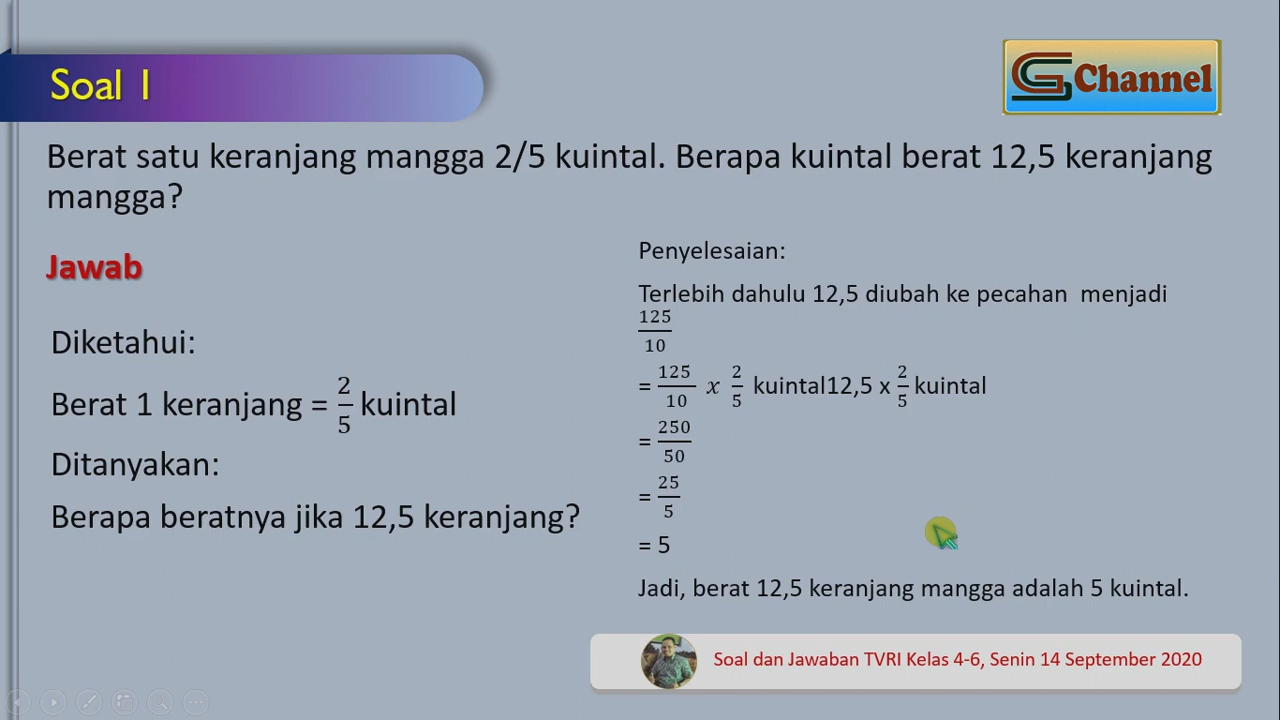 Soal 1
GS Channel
Berat satu keranjang mangga 2/5 kuintal. Berapa kuintal berat 12,5 keranjang
mangga?
Jawab
Diketahui:
Berat 1 keranjang = 2/5 kuintal
Ditanyakan:
Berapa beratnya jika 12,5 keranjang?
Penyelesaian:
Terlebih dahulu 12,5 diubah ke pecahan menjadi
125/10
= 125/10 x 2/5 kuintal12,5 x 2/5 kuintal
= 250/50
= 25/5
= 5
Jadi, berat 12,5 keranjang mangga adalah 5 kuintal.
Soal dan Jawaban TVRI Kelas 4-6, Senin 14 September 2020